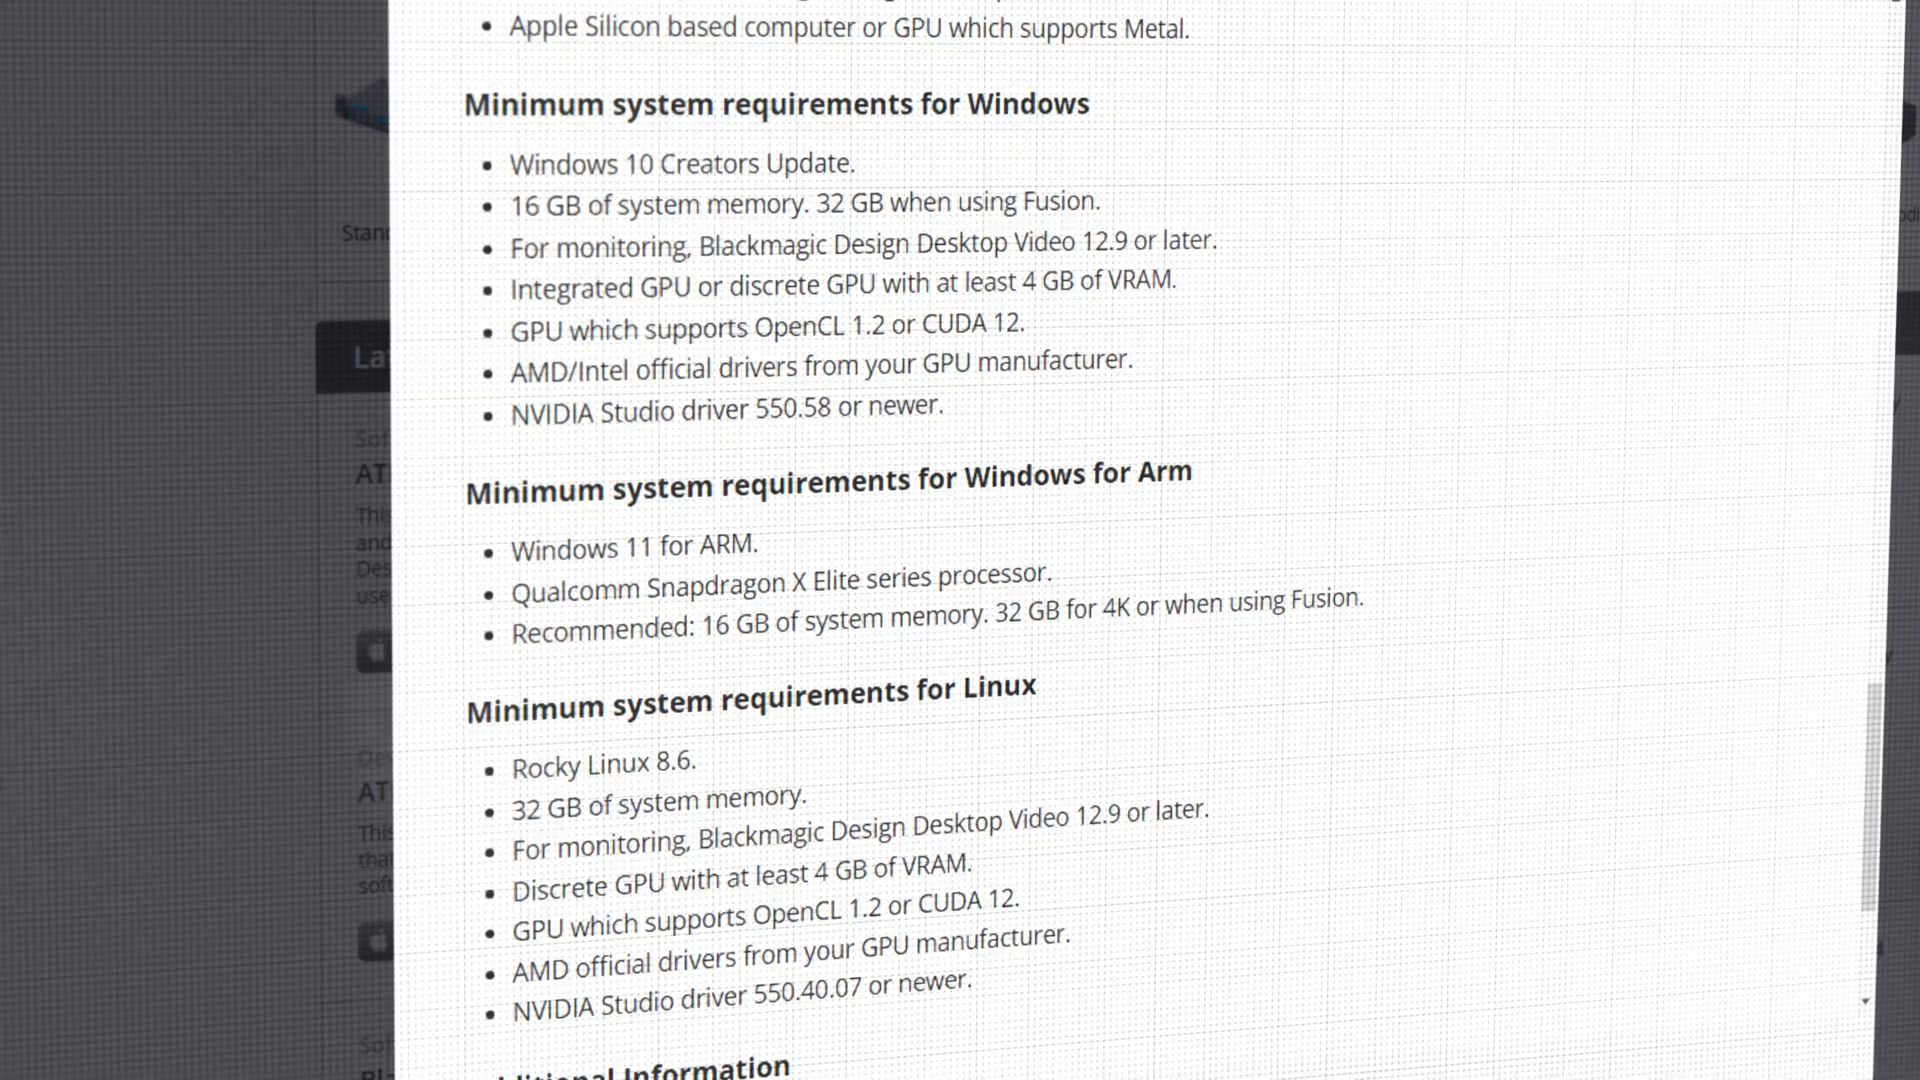 Apple Silicon based computer or GPU which supports Metal.
Minimum system requirements for Windows
Windows 10 Creators Update.
16 GB of system memory. 32 GB when using Fusion.
For monitoring, Blackmagic Design Desktop Video 12.9 or later.
Integrated GPU or discrete GPU with at least 4 GB of VRAM.
GPU which supports OpenCL 1.2 or CUDA 12.
AMD/Intel official drivers from your GPU manufacturer.
NVIDIA Studio driver 550.58 or newer.
Minimum system requirements for Windows for Arm
Windows 11 for ARM.
Qualcomm Snapdragon X Elite series processor.
Recommended: 16 GB of system memory. 32 GB for 4K or when using Fusion.
Minimum system requirements for Linux
Rocky Linux 8.6.
32 GB of system memory.
For monitoring, Blackmagic Design Desktop Video 12.9 or later.
Discrete GPU with at least 4 GB of VRAM.
GPU which supports OpenCL 1.2 or CUDA 12.
AMD official drivers from your GPU manufacturer.
NVIDIA Studio driver 550.40.07 or newer.
Information